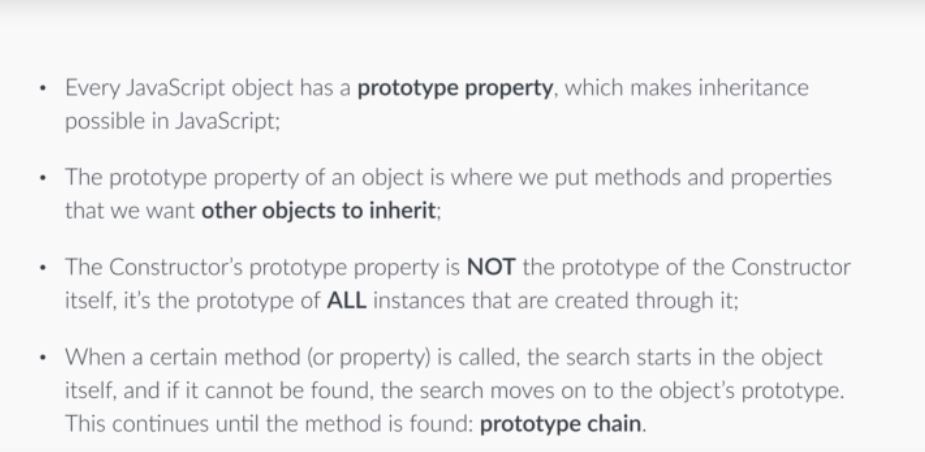 • Every JavaScript object has a prototype property, which makes inheritance
possible in JavaScript;
• The prototype property of an object is where we put methods and properties
that we want other objects to inherit;
• The Constructor's prototype property is NOT the prototype of the Constructor
itself, it's the prototype of ALL instances that are created through it;
• When a certain method (or property) is called, the search starts in the object
itself, and if it cannot be found, the search moves on to the object's prototype.
This continues until the method is found: prototype chain.